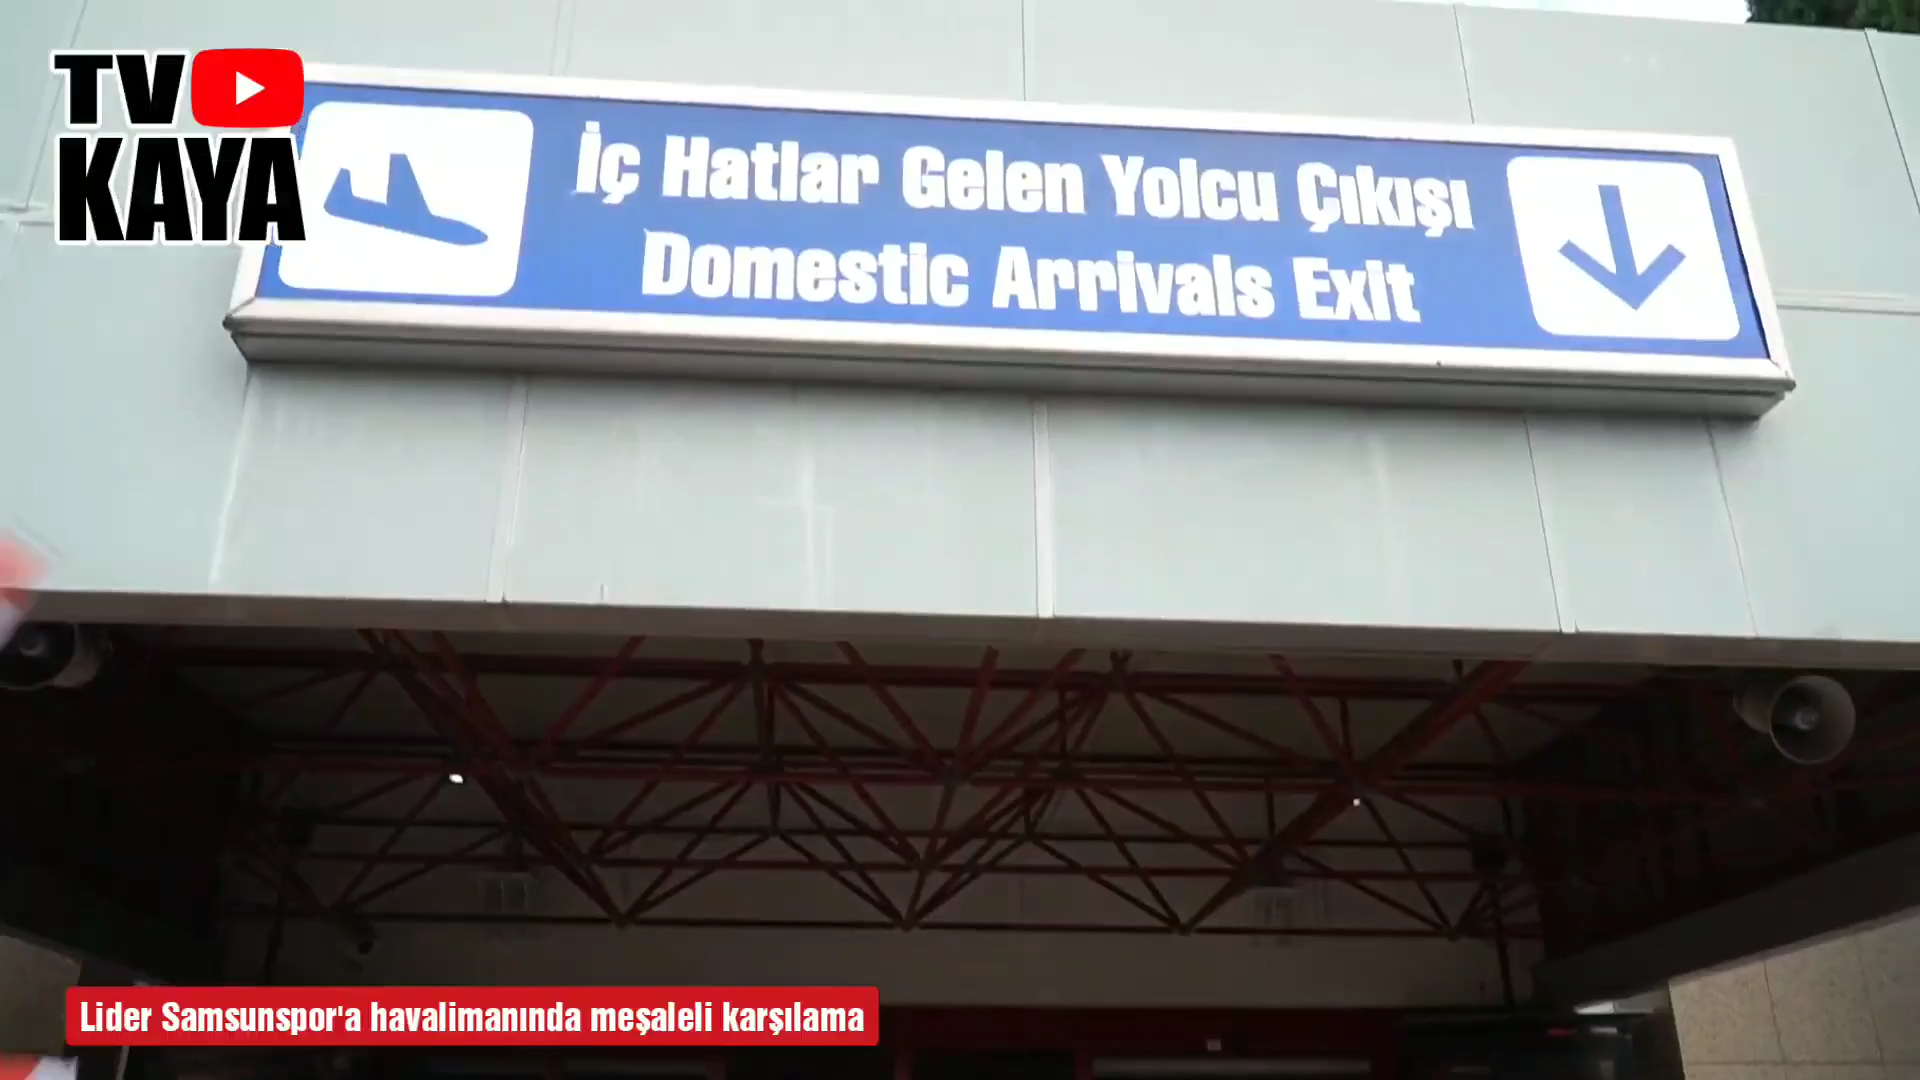 TV
KAYA
İç Hatlar Gelen Yolcu Çıkışı
Domestic Arrivals Exit
Lider Samsunspor'a havalimanında meşaleli karşılama